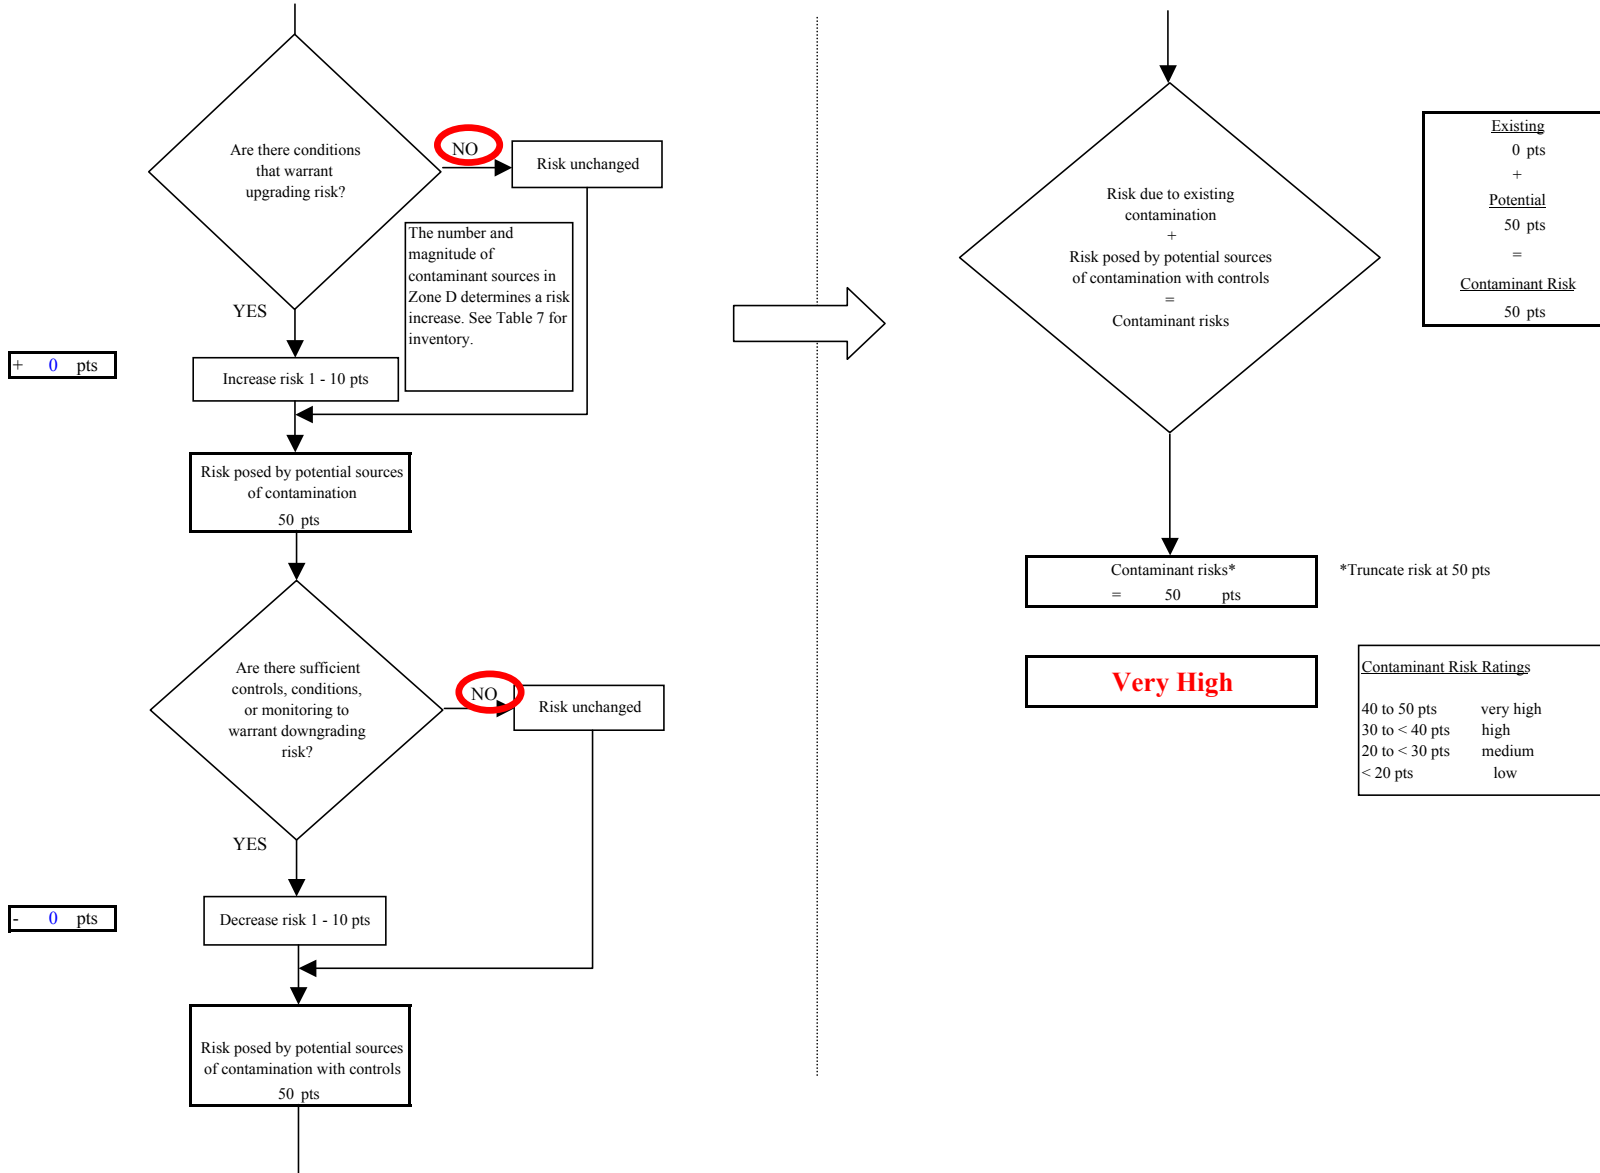 Are there conditions
that warrant
upgrading risk?
NO
Risk unchanged
The number and
magnitude of
contaminant sources in
Zone D determines a risk
increase. See Table 7 for
inventory.
YES
+ 0 pts
Increase risk 1 - 10 pts
Risk posed by potential sources
of contamination
50 pts
Are there sufficient
controls, conditions,
or monitoring to
warrant downgrading
risk?
NO
Risk unchanged
YES
- 0 pts
Decrease risk 1 - 10 pts
Risk posed by potential sources
of contamination with controls
50 pts
Risk due to existing
contamination
+
Risk posed by potential sources
of contamination with controls
=
Contaminant risks
Existing
0 pts
+
Potential
50 pts
=
Contaminant Risk
50 pts
Contaminant risks*
= 50 pts
*Truncate risk at 50 pts
Very High
Contaminant Risk Ratings
40 to 50 pts very high
30 to < 40 pts high
20 to < 30 pts medium
< 20 pts low